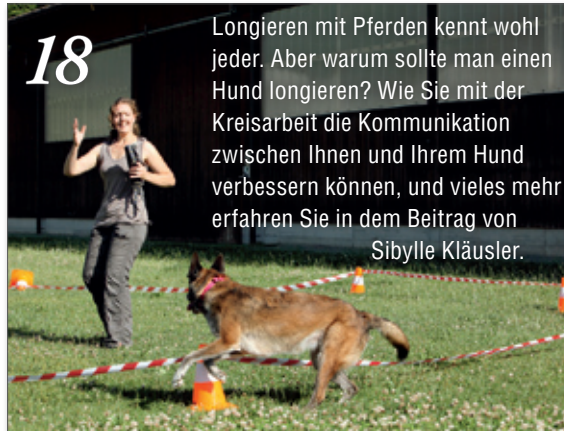 18
Longieren mit Pferden kennt wohl
jeder. Aber warum sollte man einen
Hund longieren? Wie Sie mit der
Kreisarbeit die Kommunikation
zwischen Ihnen und Ihrem Hund
verbessern können, und vieles mehr
erfahren Sie in dem Beitrag von
Sibylle Kläusler.